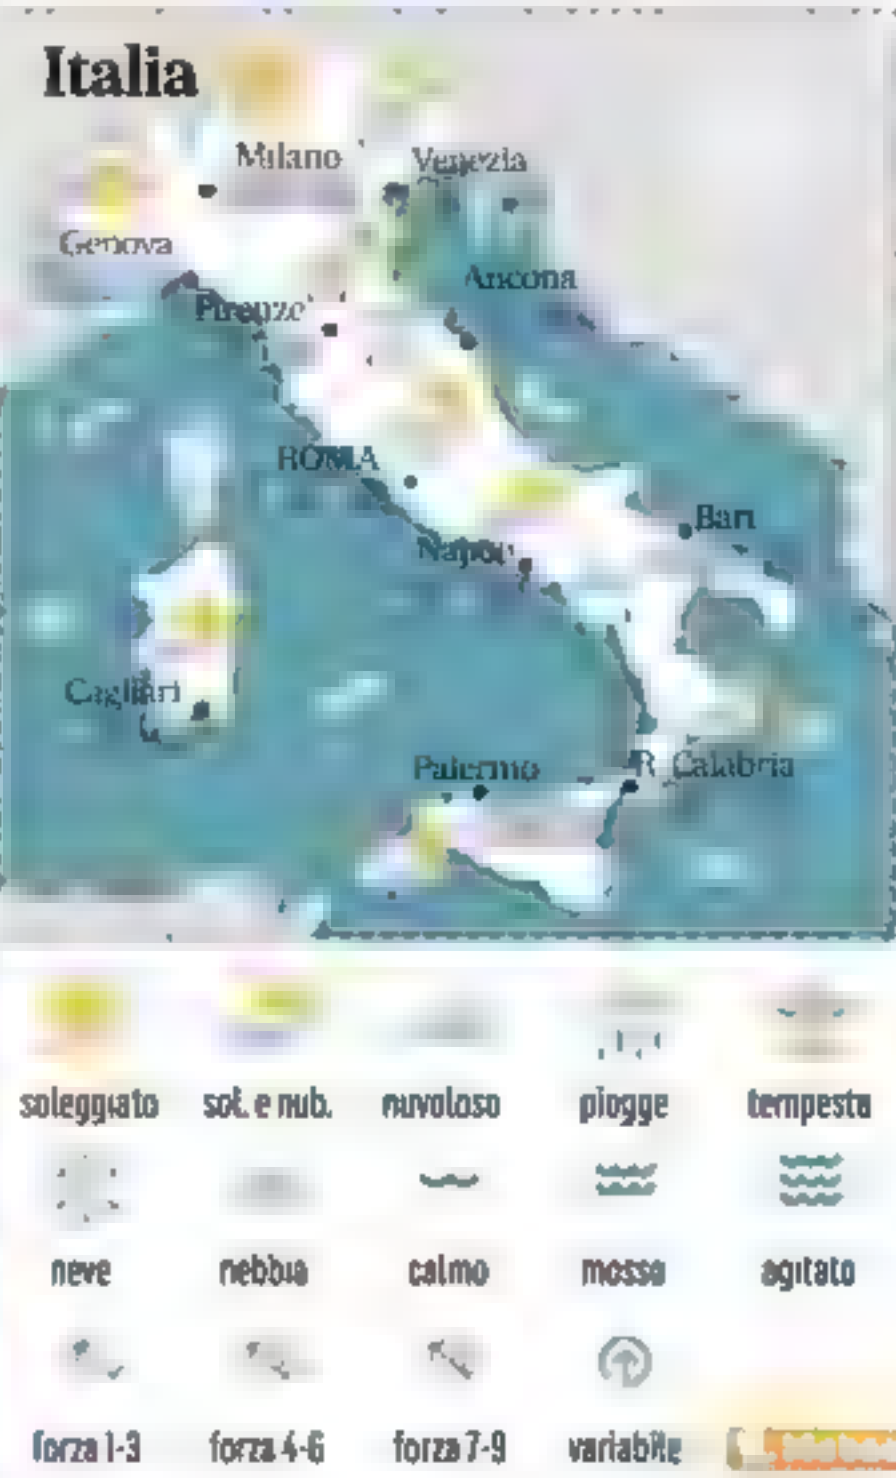 Italia
Milano
Venezia
Genova
Ancona
Firenze
ROMA
Bari
Napoli
Cagliari
Palermo
R. Calabria
soleggiato sol. e nub. nuvoloso piogge tempesta
neve nebbia calmo mosso agitato
forza 1-3 forza 4-6 forza 7-9 variabile